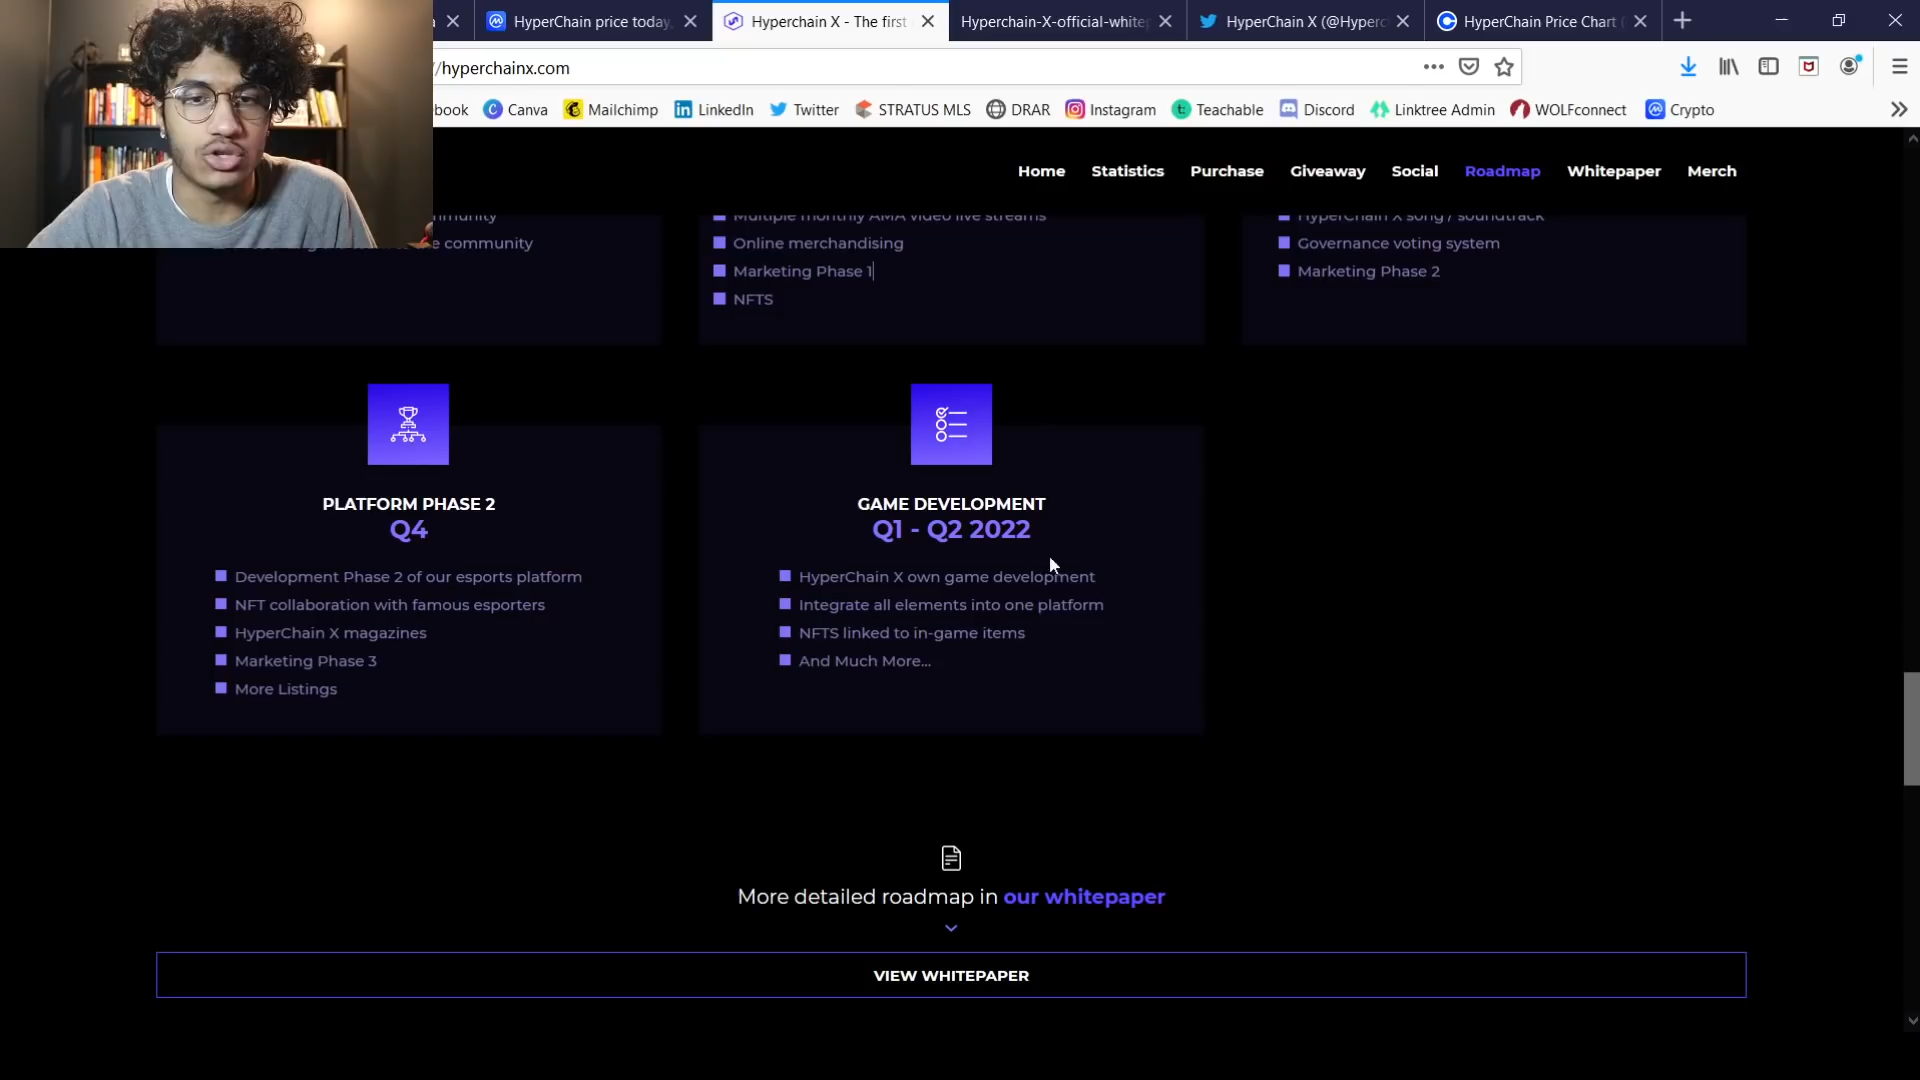 HyperChain price today,
Hyperchain X - The first
Hyperchain-X-official-white
HyperChain X (@Hyperc
HyperChain Price Chart
//hyperchainx.com
book
Canva
Mailchimp
LinkedIn
Twitter
STRATUS MLS
DRAR
Instagram
Teachable
Discord
Linktree Admin
WOLFconnect
Crypto
Home
Statistics
Purchase
Giveaway
Social
Roadmap
Whitepaper
Merch
community
Multiple monthly AMA video live streams
Online merchandising
Marketing Phase 1
NFTS
HyperChain X song / soundtrack
Governance voting system
Marketing Phase 2
PLATFORM PHASE 2
Q4
Development Phase 2 of our esports platform
NFT collaboration with famous esporters
HyperChain X magazines
Marketing Phase 3
More Listings
GAME DEVELOPMENT
Q1 - Q2 2022
HyperChain X own game development
Integrate all elements into one platform
NFTS linked to in-game items
And Much More...
More detailed roadmap in our whitepaper
VIEW WHITEPAPER